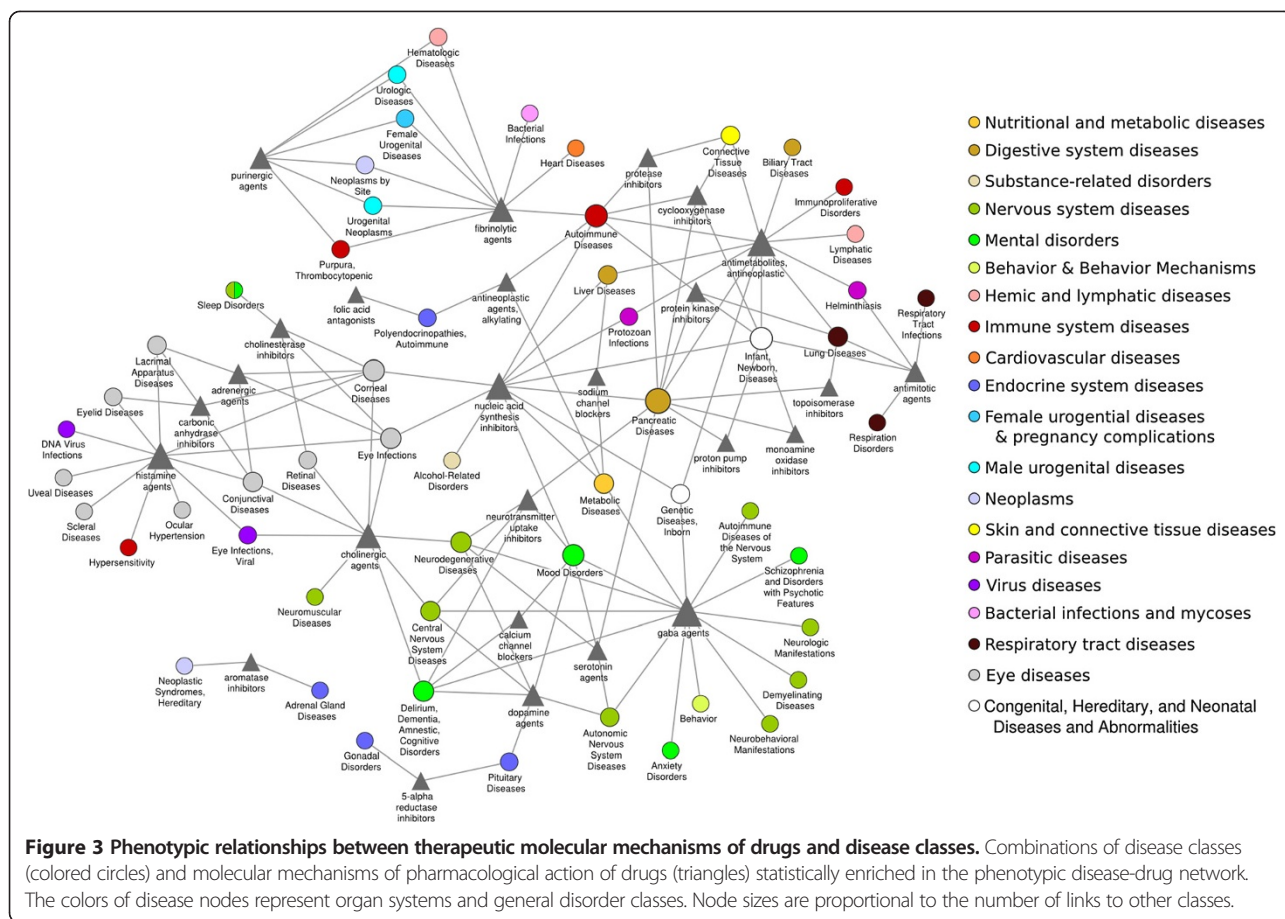 Hematologic
Diseases
Urologic
Diseases
Female
Urogenital
Diseases
Bacterial
Infections
Heart Diseases
purinergic
agents
Neoplasms by
Site
Urogenital
Neoplasms
fibrinolytic
agents
Purpura,
Thrombocytopenic
protease
inhibitors
Connective
Tissue Diseases
Biliary Tract
Diseases
cyclooxygenase
inhibitors
Immunoproliferative
Disorders
Autoimmune
Diseases
antimetabolites,
antineoplastic
Lymphatic
Diseases
Sleep Disorders
folic acid
antagonists
antineoplastic
agents,
alkylating
Liver Diseases
protein kinase
inhibitors
Helminthiasis
Respiratory
Tract
Infections
cholinesterase
inhibitors
Polyendocrinopathies,
Autoimmune
Protozoan
Infections
Infant,
Newborn,
Diseases
Lung Diseases
Lacrimal
Apparatus
Diseases
adrenergic
agents
Corneal
Diseases
nucleic acid
synthesis
inhibitors
sodium
channel
blockers
Pancreatic
Diseases
topoisomerase
inhibitors
antimitotic
agents
Eyelid Diseases
carbonic
anhydrase
inhibitors
DNA Virus
Infections
Eye Infections
Alcohol-Related
Disorders
proton pump
inhibitors
monoamine
oxidase
inhibitors
Respiration
Disorders
histamine
agents
Retinal
Diseases
Uveal Diseases
Conjunctival
Diseases
Metabolic
Diseases
Genetic
Diseases,
Inborn
Scleral
Diseases
Ocular
Hypertension
neurotransmitter
uptake
inhibitors
Autoimmune
Diseases of
the Nervous
System
Hypersensitivity
Eye Infections,
Viral
cholinergic
agents
Neurodegenerative
Diseases
Mood Disorders
Schizophrenia
and Disorders
with Psychotic
Features
Neuromuscular
Diseases
Central
Nervous
System
Diseases
calcium
channel
blockers
gaba agents
Neurologic
Manifestations
serotonin
agents
Neoplastic
Syndromes,
Hereditary
aromatase
inhibitors
Adrenal Gland
Diseases
Delirium,
Dementia,
Amnestic,
Cognitive
Disorders
dopamine
agents
Autonomic
Nervous
System
Diseases
Behavior
Demyelinating
Diseases
Neurobehavioral
Manifestations
Gonadal
Disorders
Pituitary
Diseases
Anxiety
Disorders
5-alpha
reductase
inhibitors
Nutritional and metabolic diseases
Digestive system diseases
Substance-related disorders
Nervous system diseases
Mental disorders
Behavior & Behavior Mechanisms
Hemic and lymphatic diseases
Immune system diseases
Cardiovascular diseases
Endocrine system diseases
Female urogential diseases
& pregnancy complications
Male urogenital diseases
Neoplasms
Skin and connective tissue diseases
Parasitic diseases
Virus diseases
Bacterial infections and mycoses
Respiratory tract diseases
Eye diseases
Congenital, Hereditary, and Neonatal
Diseases and Abnormalities
Figure 3 Phenotypic relationships between therapeutic molecular mechanisms of drugs and disease classes. Combinations of disease classes
(colored circles) and molecular mechanisms of pharmacological action of drugs (triangles) statistically enriched in the phenotypic disease-drug network.
The colors of disease nodes represent organ systems and general disorder classes. Node sizes are proportional to the number of links to other classes.